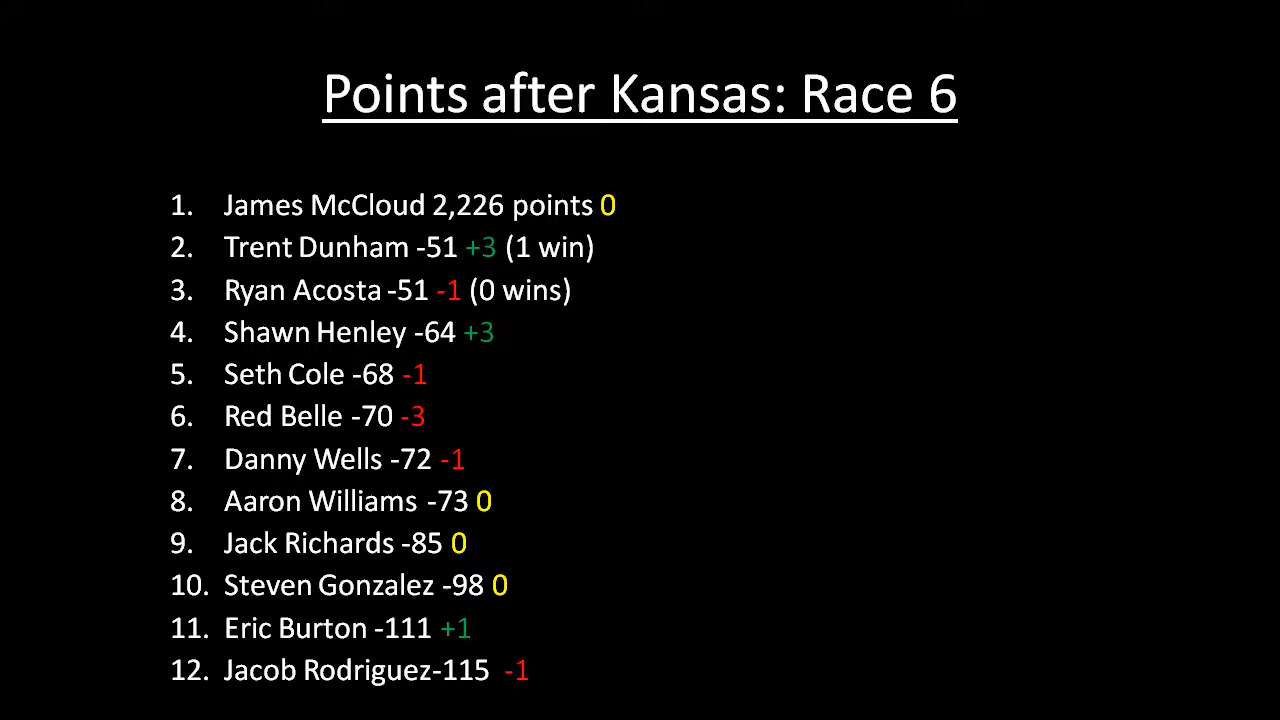 Points after Kansas: Race 6
1. James McCloud 2,226 points 0
2. Trent Dunham -51 +3 (1 win)
3. Ryan Acosta -51 -1 (0 wins)
4. Shawn Henley -64 +3
5. Seth Cole -68 -1
6. Red Belle -70 -3
7. Danny Wells -72 -1
8. Aaron Williams -73 0
9. Jack Richards -85 0
10. Steven Gonzalez -98 0
11. Eric Burton -111 +1
12. Jacob Rodriguez-115 -1